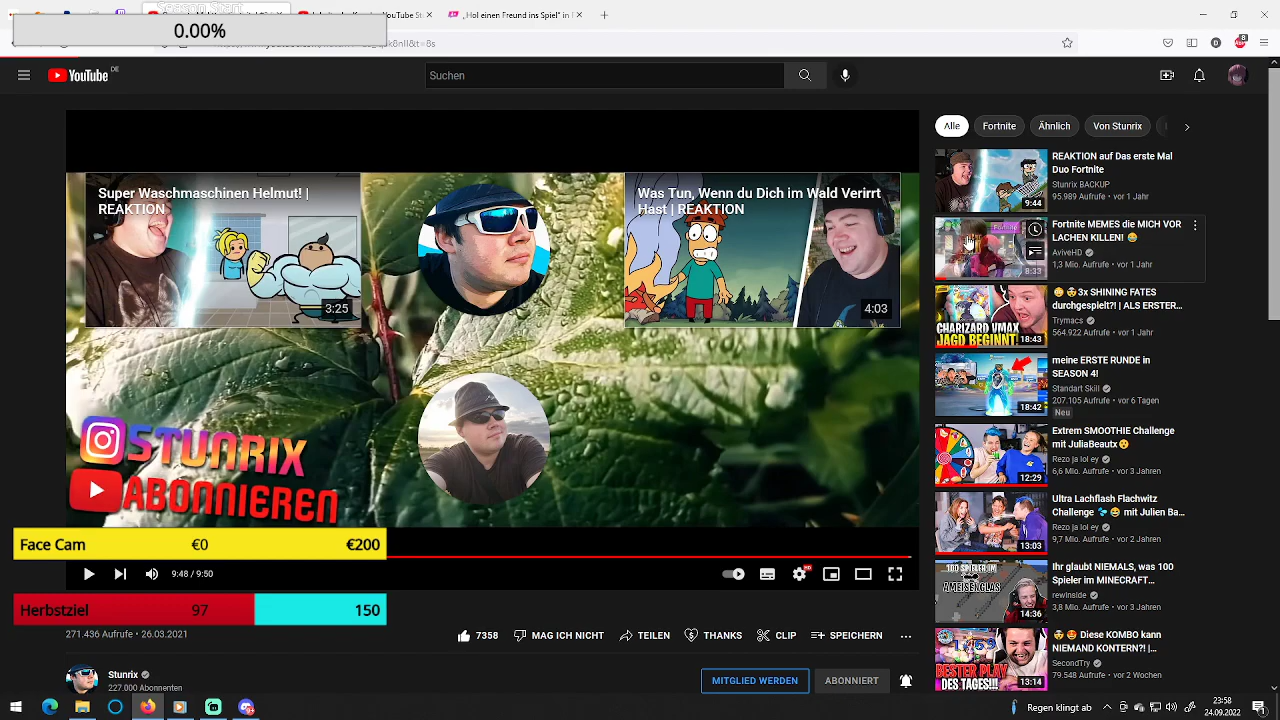 0.00%
YouTube DE
Suchen
Alle
Fortnite
Ähnlich
Von Stunrix
Super Waschmaschinen Helmut! |
REAKTION
3:25
Was Tun, Wenn du Dich im Wald Verirrt
Hast | REAKTION
4:03
STUNRIX
ABONNIEREN
Face Cam €0 €200
9:48 / 9:50
HD
Herbstziel 97 150
271.436 Aufrufe • 26.03.2021
7358
MAG ICH NICHT
TEILEN
THANKS
CLIP
Stunrix
227.000 Abonnenten
MITGLIED WERDEN
ABONNIERT
REAKTION auf Das erste Mal
Duo Fortnite
Stunrix BACKUP
95.989 Aufrufe • vor 1 Jahr
9:44
Fortnite MEMES die MICH VOR
LACHEN KILLEN! 😂
AviveHD
1,3 Mio. Aufrufe • vor 1 Jahr
8:33
3x SHINING FATES
durchgespielt?! | ALS ERSTER...
Trymacs
564.922 Aufrufe • vor 1 Jahr
CHARIZARD VMAX
JAGD BEGINNT!
18:43
meine ERSTE RUNDE in
SEASON 4!
Standart Skill
207.105 Aufrufe • vor 6 Tagen
Neu
18:42
Extrem SMOOTHIE Challenge
mit JuliaBeautx
Rezo ja lol ey
6,6 Mio. Aufrufe • vor 3 Jahren
12:29
Ultra Lachflash Flachwitz
Challenge mit Julien Ba...
Rezo ja lol ey
9,7 Mio. Aufrufe • vor 2 Jahren
13:03
Ihr glaubt NIEMALS, was 100
Spieler in MINECRAFT...
rewinside
3,8 Mio. Aufrufe • vor 3 Jahren
14:36
Diese KOMBO kann
NIEMAND KONTERN?! |...
SecondTry
79.548 Aufrufe • vor 2 Wochen
BESTER PLAY
DES TAGES!!!
13:14
23:58
24.09.2022